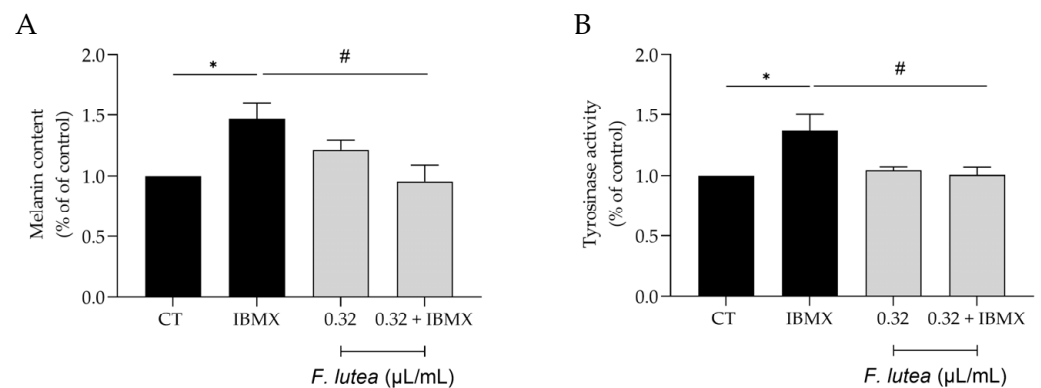 A
Melanin content
(% of of control)
2.0
1.5
1.0
0.5
0.0
*
#
CT IBMX 0.32 0.32 + IBMX
F. lutea (µL/mL)
B
Tyrosinase activity
(% of control)
2.0
1.5
1.0
0.5
0.0
*
#
CT IBMX 0.32 0.32 + IBMX
F. lutea (µL/mL)